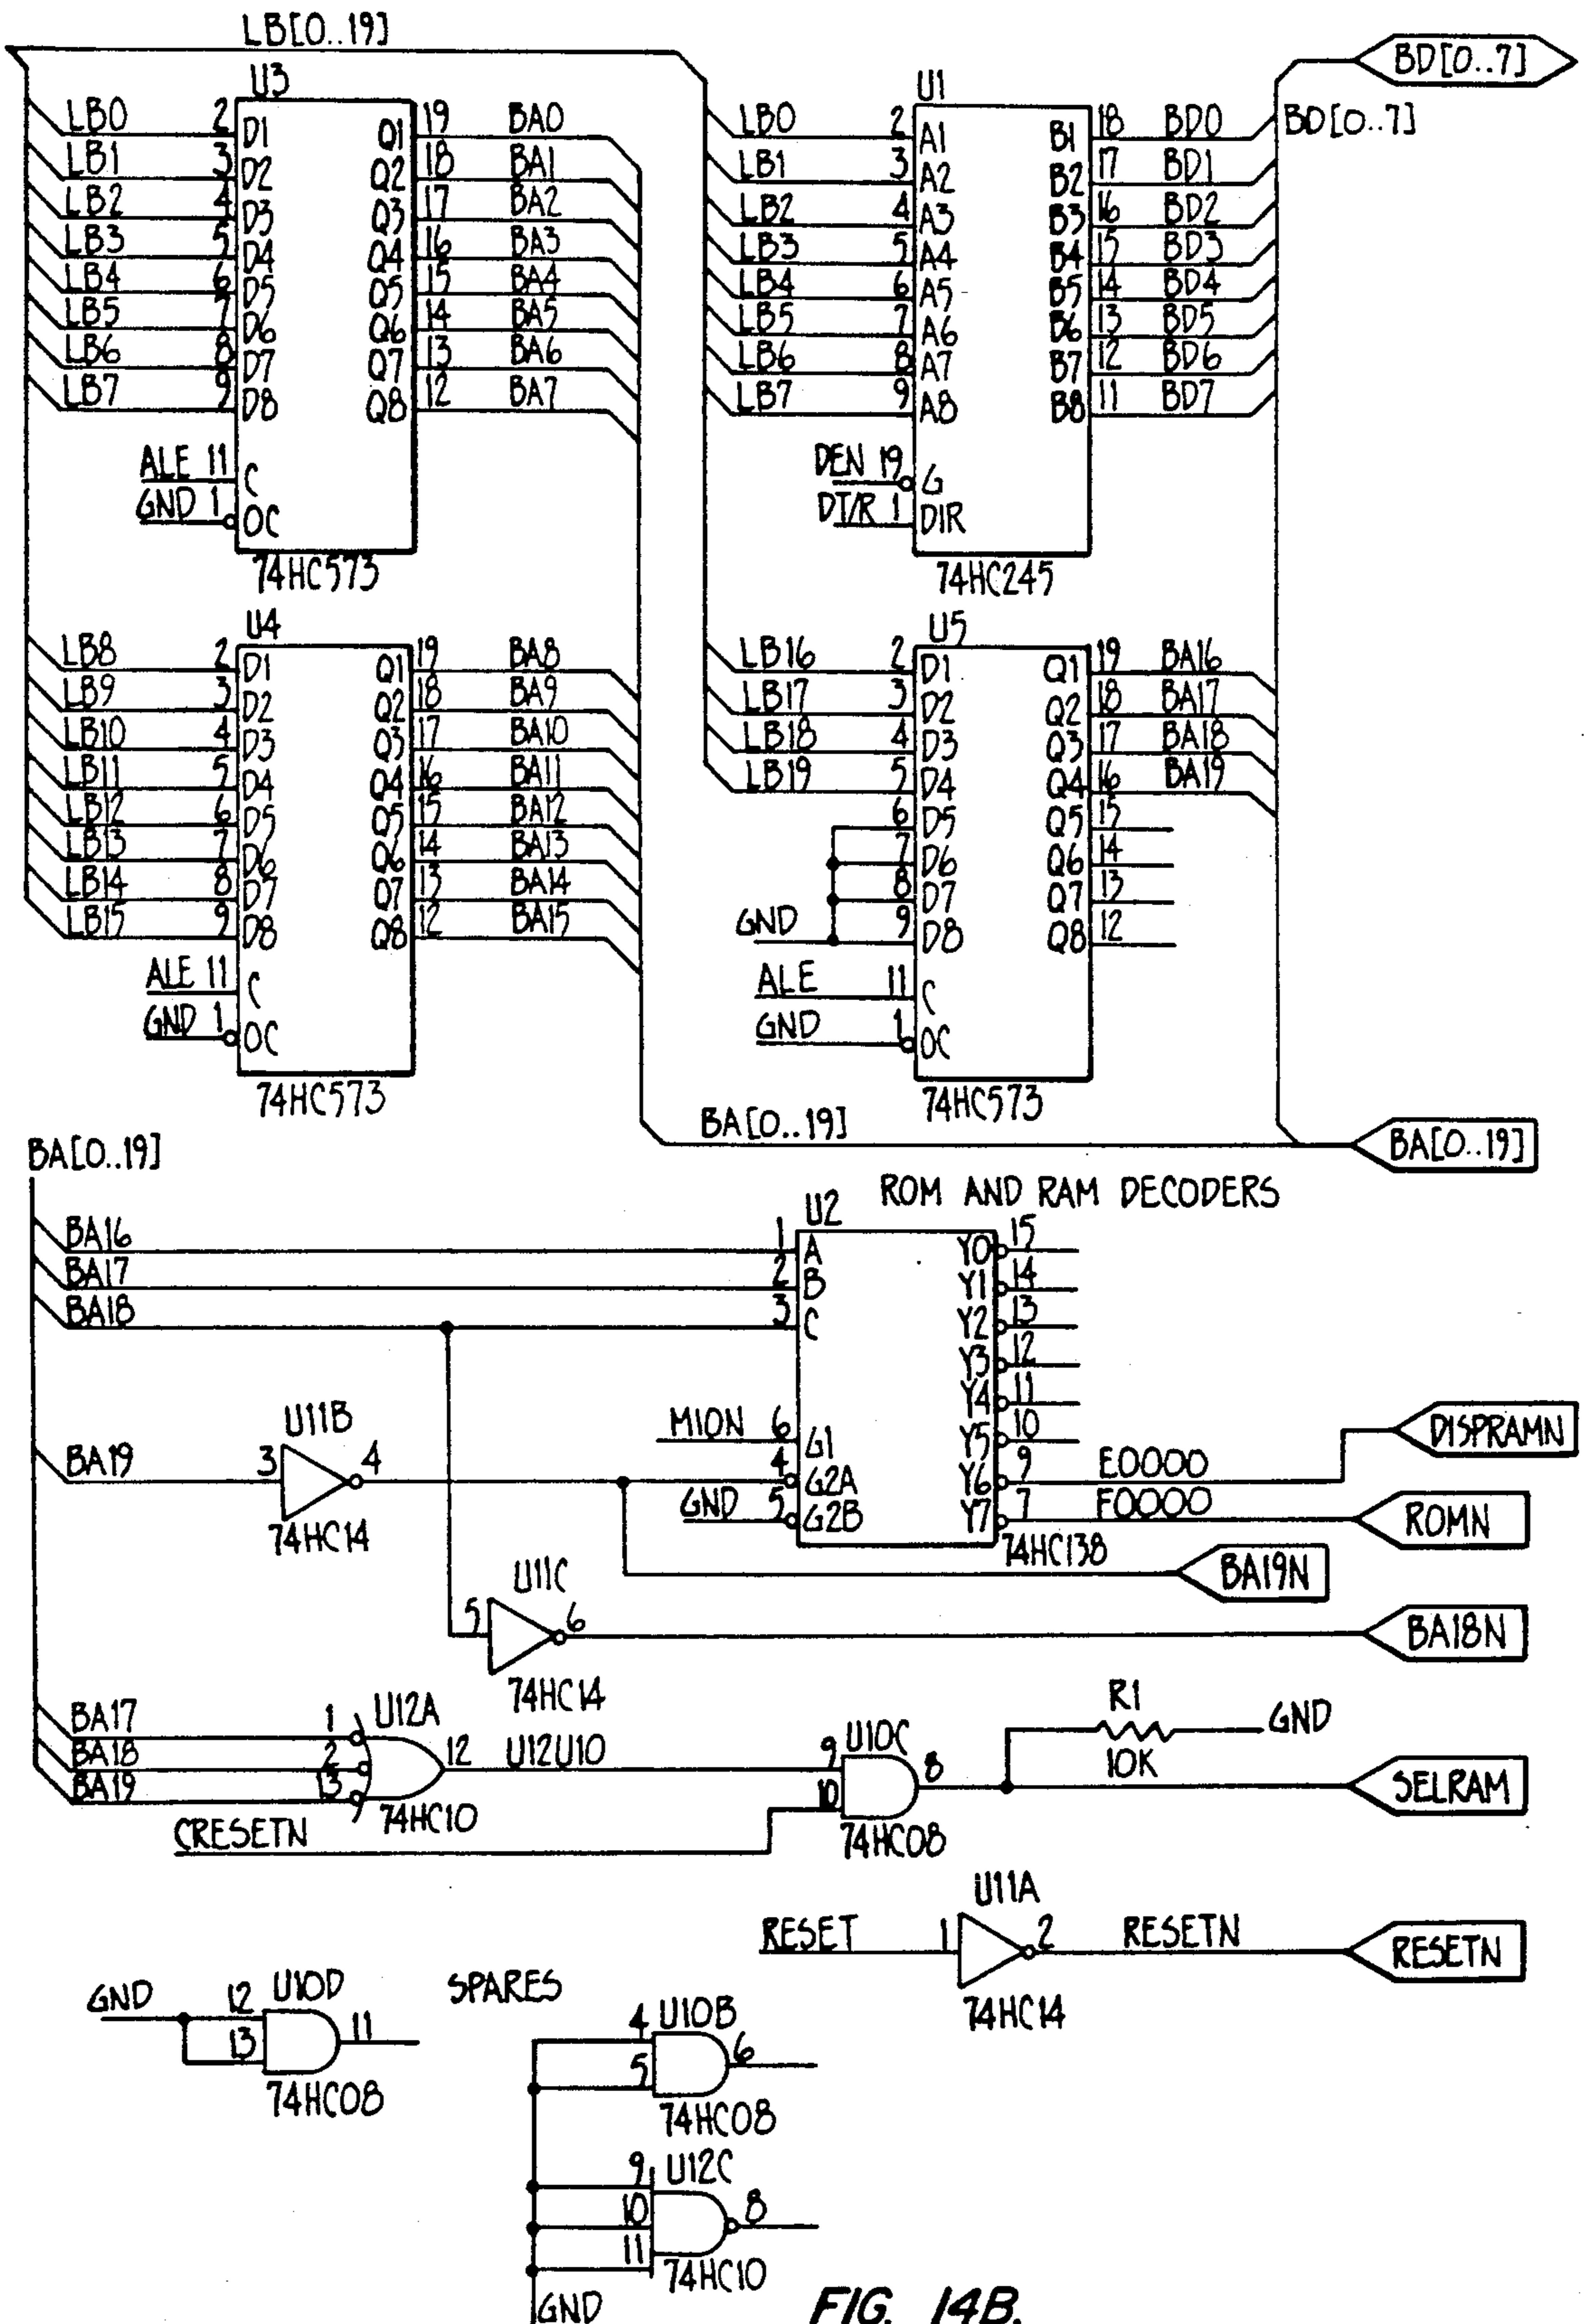 LB[0..19]
BD[0..7]
U3
LB0 2 D1 Q1 19 BA0
LB1 3 D2 Q2 18 BA1
LB2 4 D3 Q3 17 BA2
LB3 5 D4 Q4 16 BA3
LB4 6 D5 Q5 15 BA4
LB5 7 D6 Q6 14 BA5
LB6 8 D7 Q7 13 BA6
LB7 9 D8 Q8 12 BA7
ALE 11 C
GND 1 OC
74HC573
U1
LB0 2 A1 B1 18 BD0 BD[0..7]
LB1 3 A2 B2 17 BD1
LB2 4 A3 B3 16 BD2
LB3 5 A4 B4 15 BD3
LB4 6 A5 B5 14 BD4
LB5 7 A6 B6 13 BD5
LB6 8 A7 B7 12 BD6
LB7 9 A8 B8 11 BD7
DEN 19 G
DT/R 1 DIR
74HC245
U4
LB8 2 D1 Q1 19 BA8
LB9 3 D2 Q2 18 BA9
LB10 4 D3 Q3 17 BA10
LB11 5 D4 Q4 16 BA11
LB12 6 D5 Q5 15 BA12
LB13 7 D6 Q6 14 BA13
LB14 8 D7 Q7 13 BA14
LB15 9 D8 Q8 12 BA15
ALE 11 C
GND 1 OC
74HC573
U5
LB16 2 D1 Q1 19 BA16
LB17 3 D2 Q2 18 BA17
LB18 4 D3 Q3 17 BA18
LB19 5 D4 Q4 16 BA19
6 D5 Q5 15
7 D6 Q6 14
8 D7 Q7 13
GND 9 D8 Q8 12
ALE 11 C
GND 1 OC
74HC573
BA[0..19]
BA[0..19]
BA[0..19]
ROM AND RAM DECODERS
U2
BA16 1 A Y0 15
BA17 2 B Y1 14
BA18 3 C Y2 13
Y3 12
Y4 11
MION 6 G1 Y5 10
U11B
BA19 3 4
74HC14
4 G2A Y6 9 E0000 DISPRAMN
GND 5 G2B Y7 7 F0000 ROMN
74HC138
BA19N
U11C
5 6 BA18N
74HC14
BA17 1 U12A
BA18 2 12 U12U10
BA19 13 74HC10
CRESETN
U10C
9 8
10
74HC08
R1
GND
10K
SELRAM
U11A
RESET 1 2 RESETN RESETN
74HC14
SPARES
GND 12 U10D
13 11
74HC08
4 U10B
5 6
74HC08
9 U12C
10 8
11 74HC10
GND
FIG. 14B.